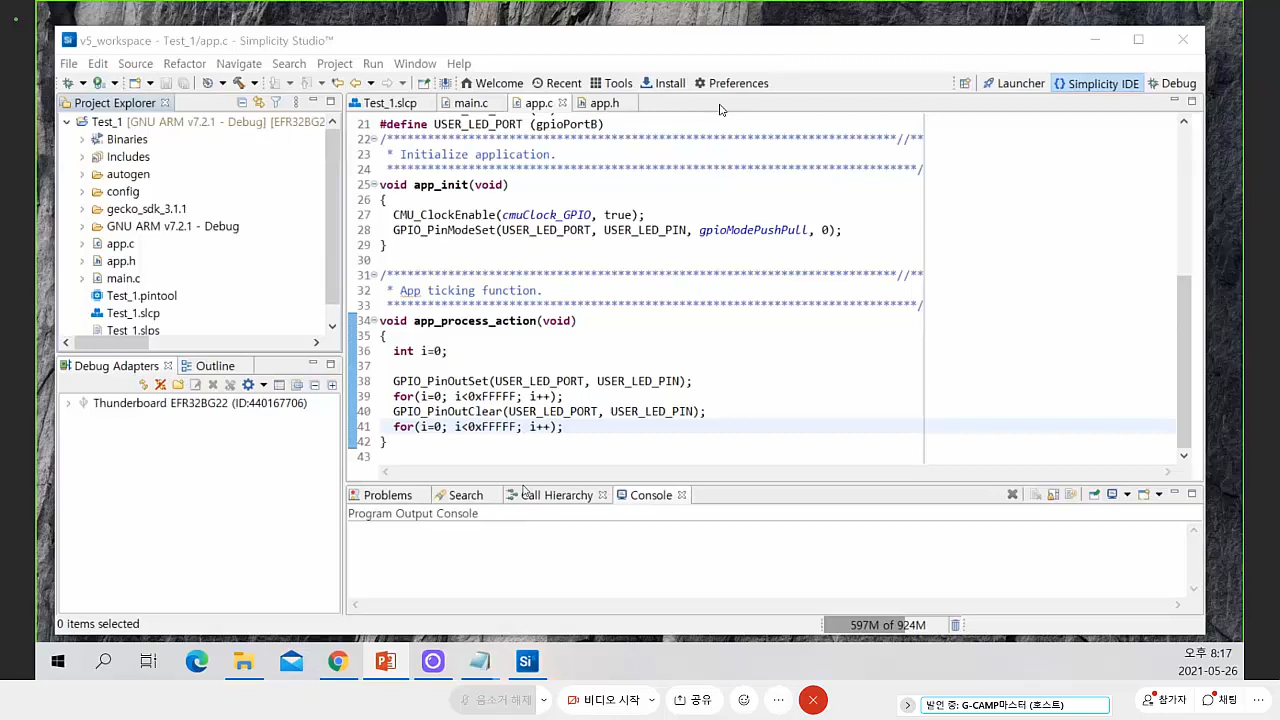 v5_workspace - Test_1/app.c - Simplicity Studio™
File Edit Source Refactor Navigate Search Project Run Window Help
Welcome Recent Tools Install Preferences Launcher Simplicity IDE Debug
Project Explorer
Test_1 [GNU ARM v7.2.1 - Debug] [EFR32BG2
Binaries
Includes
autogen
config
gecko_sdk_3.1.1
GNU ARM v7.2.1 - Debug
app.c
app.h
main.c
Test_1.pintool
Test_1.slcp
Test_1.slps
Debug Adapters Outline
Thunderboard EFR32BG22 (ID:440167706)
0 items selected
Test_1.slcp main.c app.c app.h
21 #define USER_LED_PORT (gpioPortB)
22 /***************************************************************************//**
23 * Initialize application.
24 ******************************************************************************/
25 void app_init(void)
26 {
27 CMU_ClockEnable(cmuClock_GPIO, true);
28 GPIO_PinModeSet(USER_LED_PORT, USER_LED_PIN, gpioModePushPull, 0);
29 }
30
31 /***************************************************************************//**
32 * App ticking function.
33 ******************************************************************************/
34 void app_process_action(void)
35 {
36 int i=0;
37
38 GPIO_PinOutSet(USER_LED_PORT, USER_LED_PIN);
39 for(i=0; i<0xFFFFF; i++);
40 GPIO_PinOutClear(USER_LED_PORT, USER_LED_PIN);
41 for(i=0; i<0xFFFFF; i++);
42 }
43
Problems Search Call Hierarchy Console
Program Output Console
597M of 924M
오후 8:17
2021-05-26
음소거 해제 비디오 시작 공유 발언 중: G-CAMP마스터 (호스트) 참가자 채팅